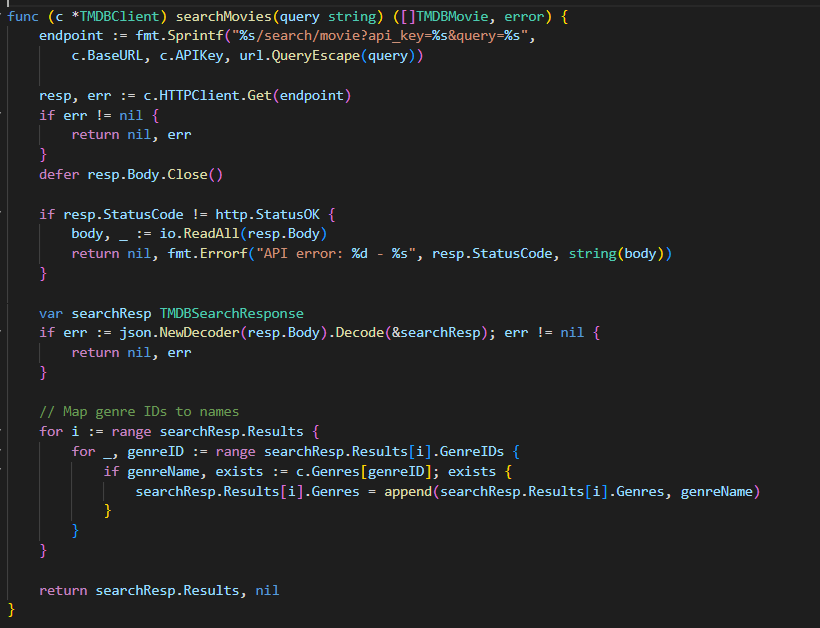 func (c *TMDBClient) searchMovies(query string) ([]TMDBMovie, error) {
    endpoint := fmt.Sprintf("%s/search/movie?api_key=%s&query=%s",
        c.BaseURL, c.APIKey, url.QueryEscape(query))

    resp, err := c.HTTPClient.Get(endpoint)
    if err != nil {
        return nil, err
    }
    defer resp.Body.Close()

    if resp.StatusCode != http.StatusOK {
        body, _ := io.ReadAll(resp.Body)
        return nil, fmt.Errorf("API error: %d - %s", resp.StatusCode, string(body))
    }

    var searchResp TMDBSearchResponse
    if err := json.NewDecoder(resp.Body).Decode(&searchResp); err != nil {
        return nil, err
    }

    // Map genre IDs to names
    for i := range searchResp.Results {
        for _, genreID := range searchResp.Results[i].GenreIDs {
            if genreName, exists := c.Genres[genreID]; exists {
                searchResp.Results[i].Genres = append(searchResp.Results[i].Genres, genreName)
            }
        }
    }

    return searchResp.Results, nil
}